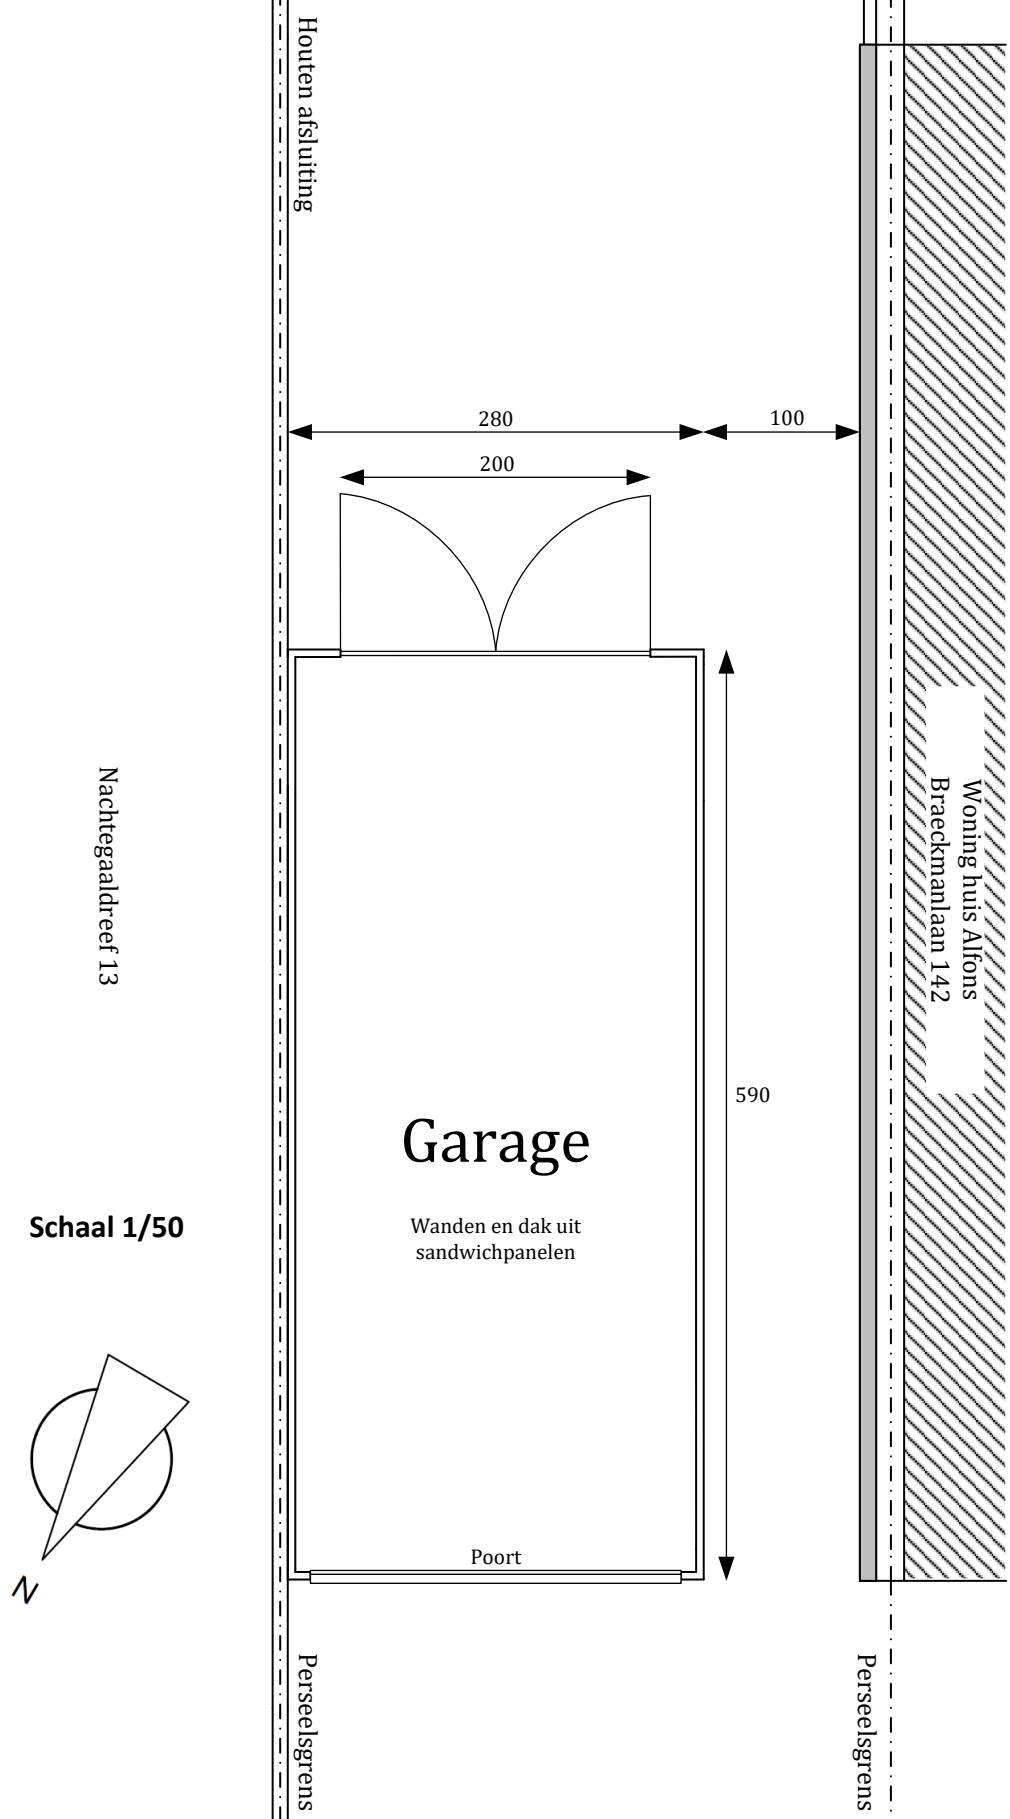 Houten afsluiting
280
100
200
Woning huis Alfons
Braeckmanlaan 142
Nachtegaaldreef 13
590
Garage
Wanden en dak uit
sandwichpanelen
Schaal 1/50
N
Poort
Perseelsgrens
Perseelsgrens